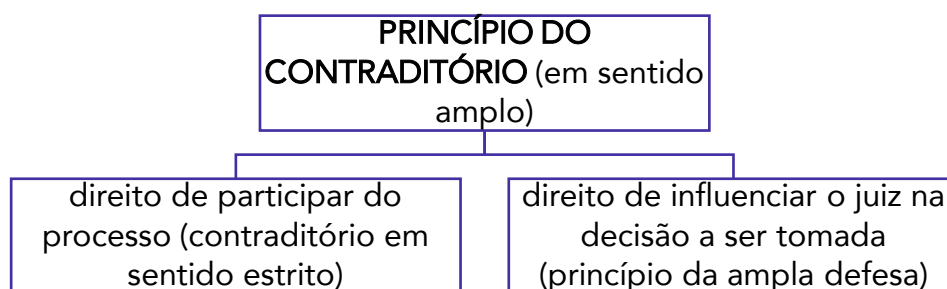 PRINCÍPIO DO
CONTRADITÓRIO (em sentido
amplo)
direito de participar do
processo (contraditório em
sentido estrito)
direito de influenciar o juiz na
decisão a ser tomada
(princípio da ampla defesa)